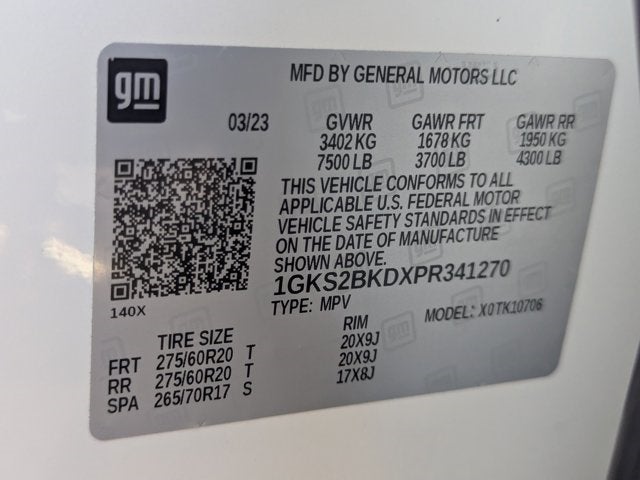 gm
MFD BY GENERAL MOTORS LLC
03/23 GVWR GAWR FRT GAWR RR
3402 KG 1678 KG 1950 KG
7500 LB 3700 LB 4300 LB
THIS VEHICLE CONFORMS TO ALL
APPLICABLE U.S. FEDERAL MOTOR
VEHICLE SAFETY STANDARDS IN EFFECT
ON THE DATE OF MANUFACTURE
SHOWN ABOVE.
1GKS2BKDXPR341270
140X
TYPE: MPV MODEL: X0TK10706
TIRE SIZE RIM
FRT 275/60R20 T 20X9J
RR 275/60R20 T 20X9J
SPA 265/70R17 S 17X8J